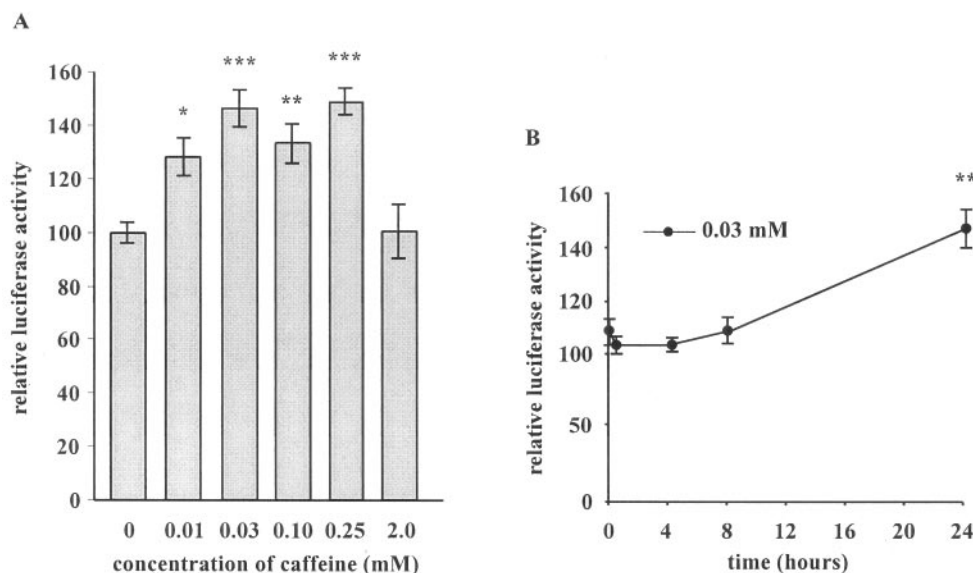 A
relative luciferase activity
160
140
120
100
80
60
40
20
0
*
***
**
***
0 0.01 0.03 0.10 0.25 2.0
concentration of caffeine (mM)
B
relative luciferase activity
160
140
120
100
50
0
0.03 mM
**
0 4 8 12 16 20 24
time (hours)